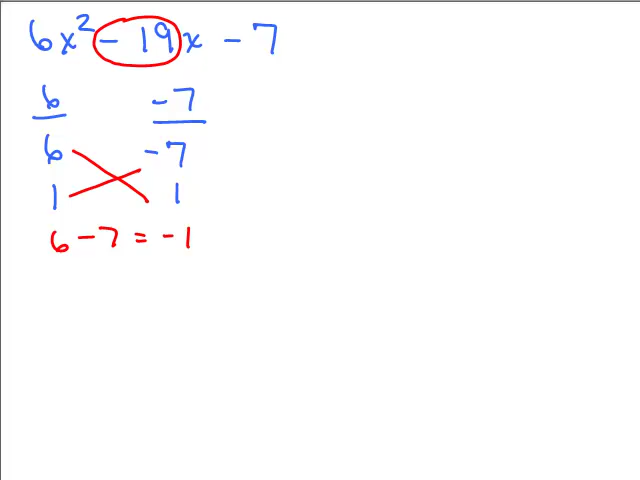 6x² - 19x - 7
6 -7
6 -7
1 1
6 - 7 = -1